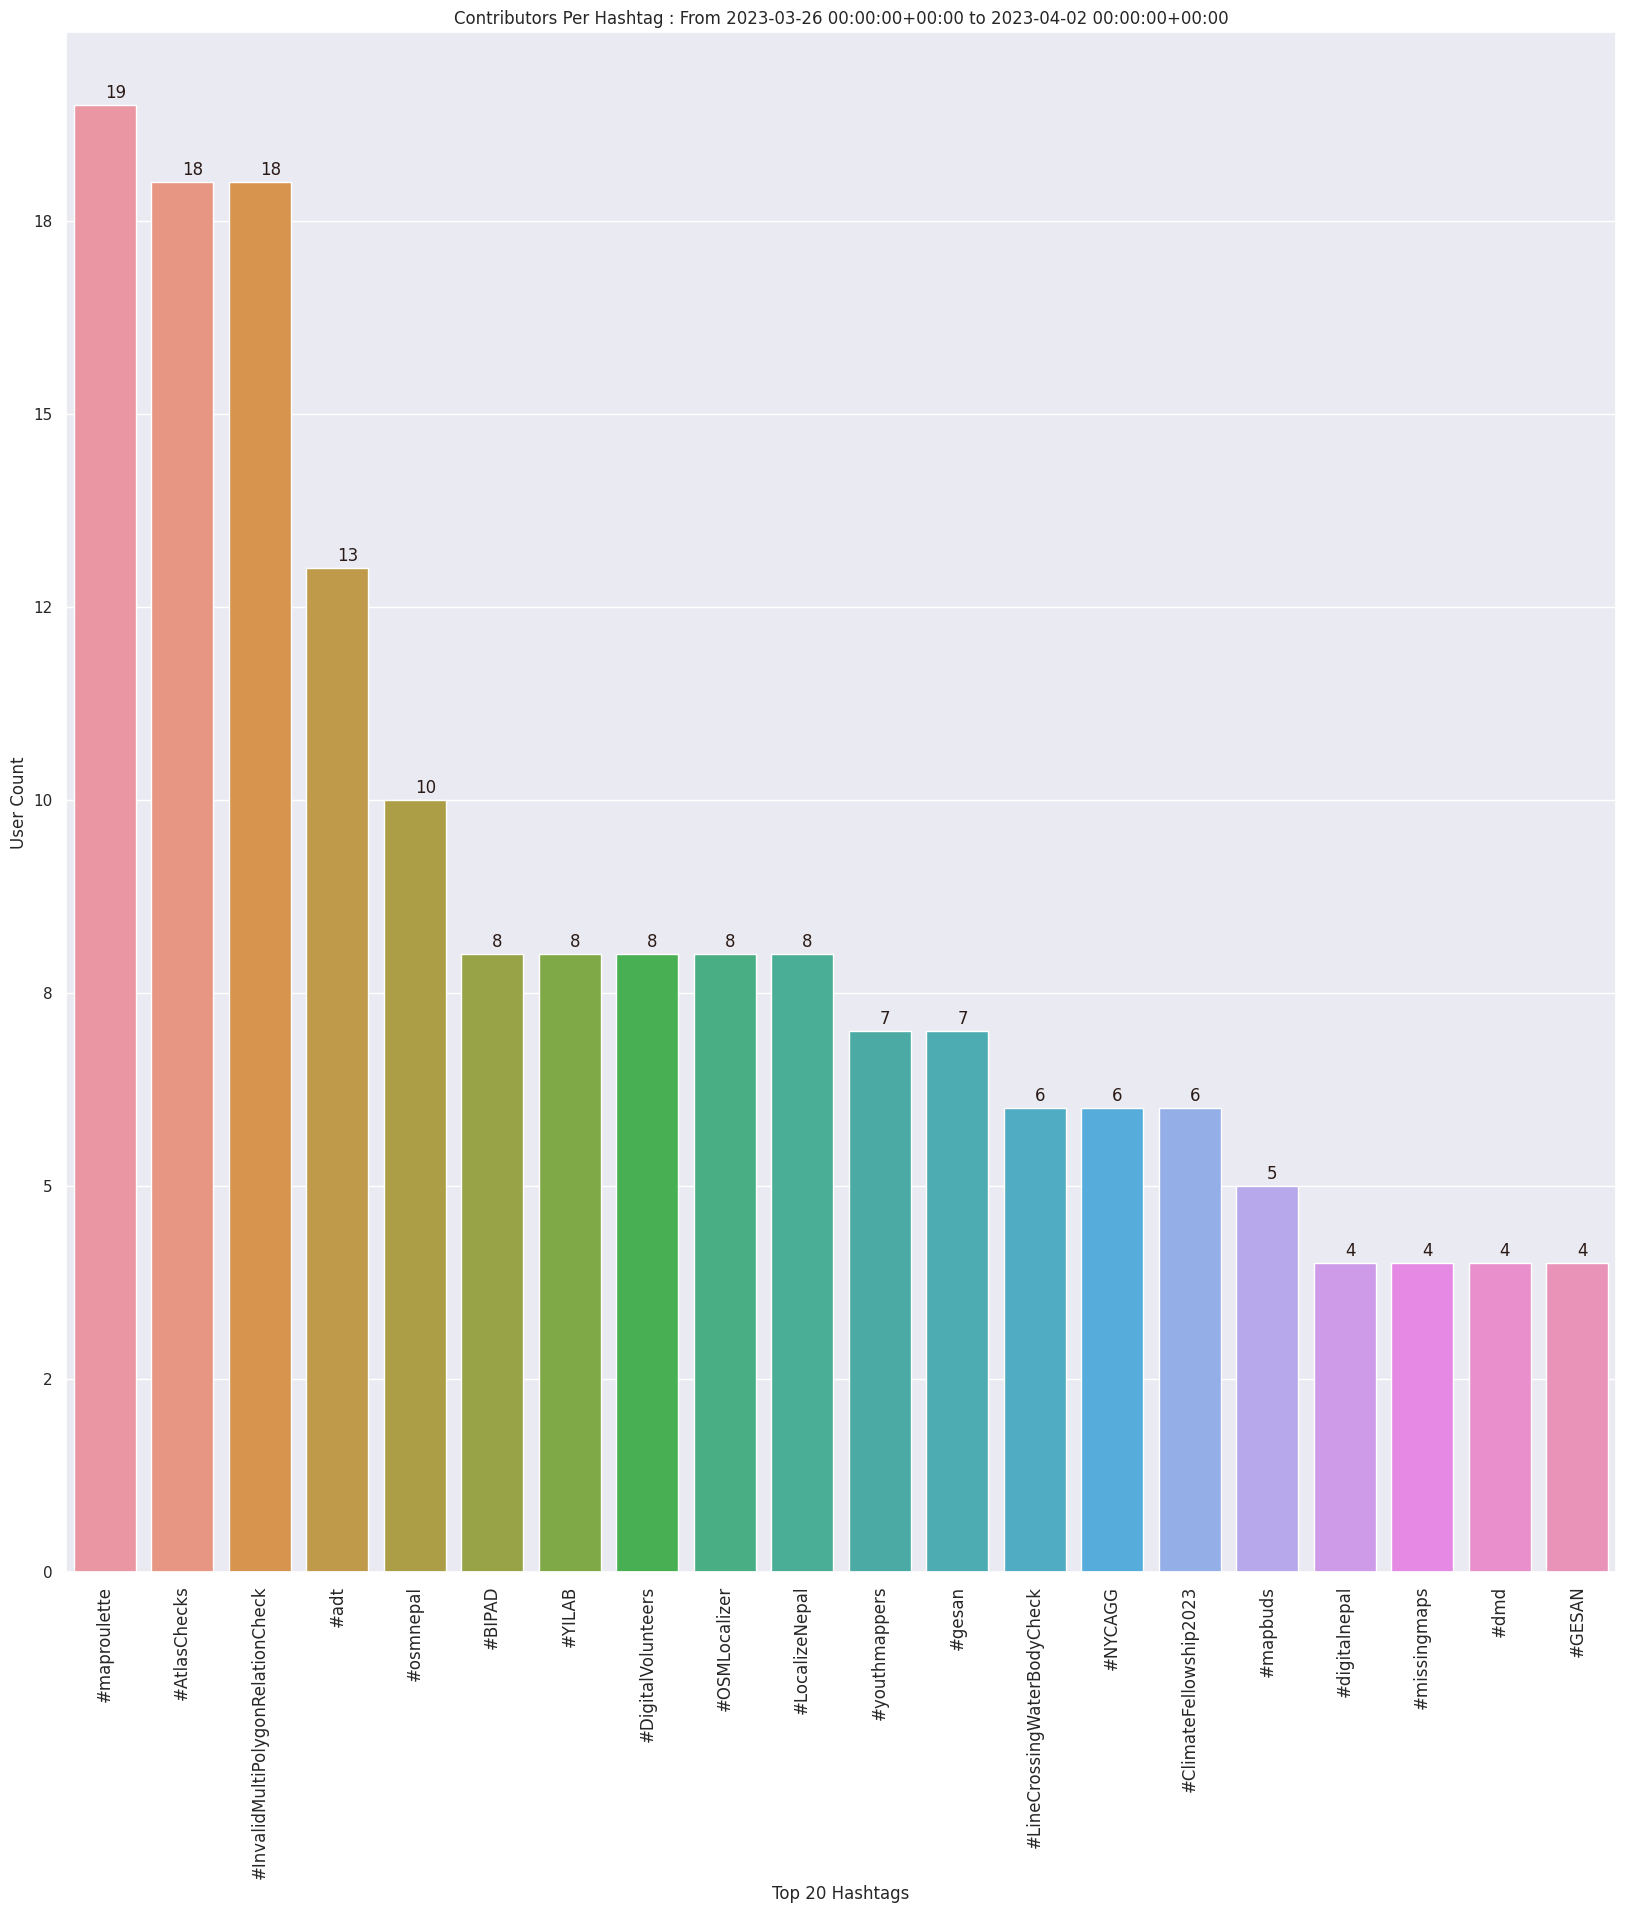 Contributors Per Hashtag : From 2023-03-26 00:00:00+00:00 to 2023-04-02 00:00:00+00:00
User Count
18
15
12
10
8
5
2
0
19
18
18
13
10
8
8
8
8
8
7
7
6
6
6
5
4
4
4
4
#maproulette
#AtlasChecks
#InvalidMultiPolygonRelationCheck
#adt
#osmnepal
#BIPAD
#YILAB
#DigitalVolunteers
#OSMLocalizer
#LocalizeNepal
#youthmappers
#gesan
#LineCrossingWaterBodyCheck
#NYCAGG
#ClimateFellowship2023
#mapbuds
#digitalnepal
#missingmaps
#dmd
#GESAN
Top 20 Hashtags